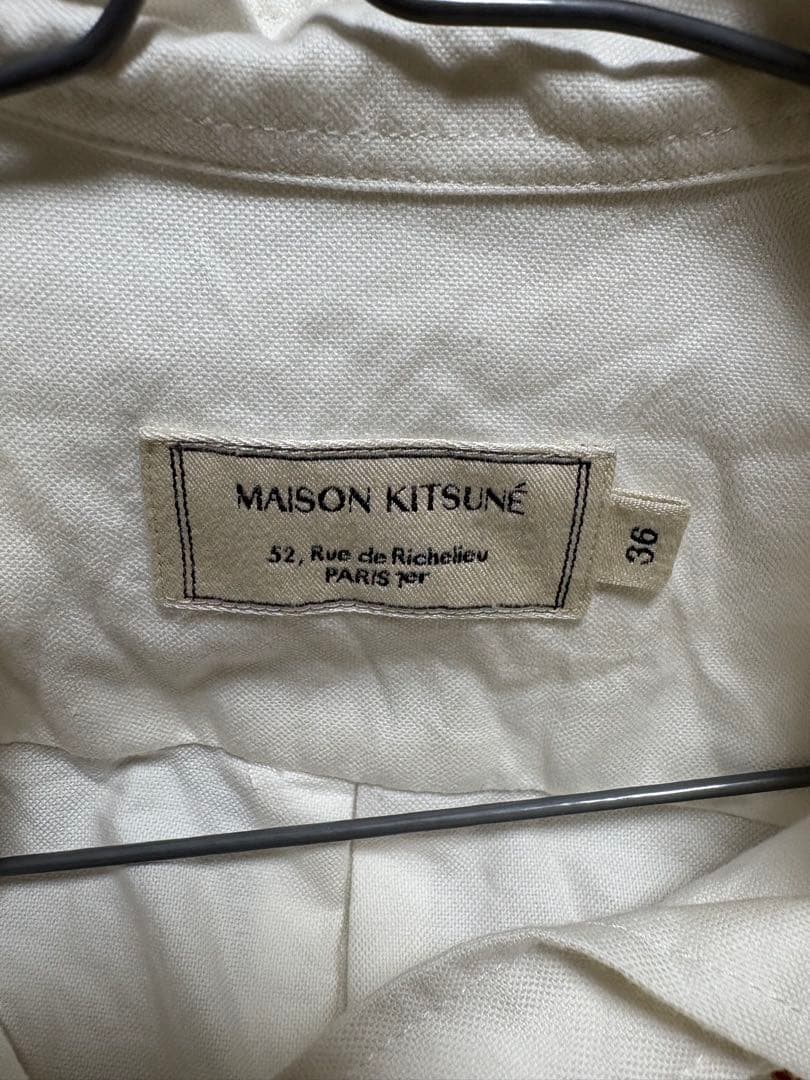 MAISON KITSUNÉ
52, Rue de Richelieu
PARIS 1er
36